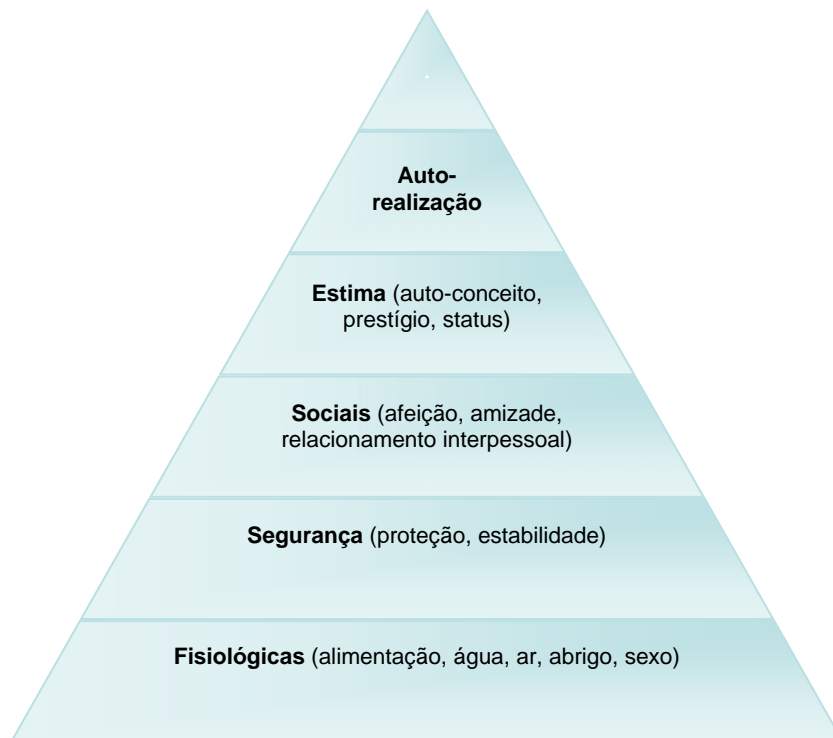 Auto-
realização
Estima (auto-conceito,
prestígio, status)
Sociais (afeição, amizade,
relacionamento interpessoal)
Segurança (proteção, estabilidade)
Fisiológicas (alimentação, água, ar, abrigo, sexo)